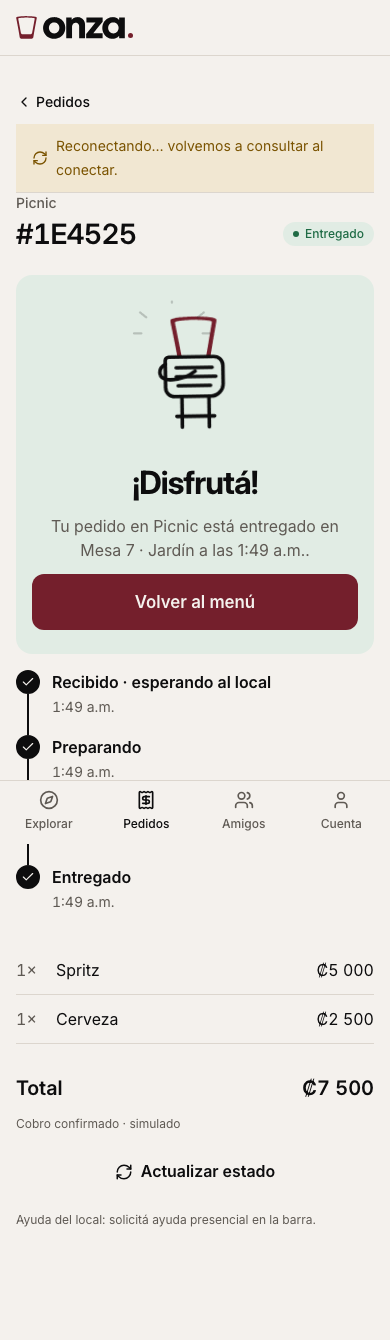 onza.
Pedidos
Reconectando... volvemos a consultar al
conectar.
Picnic
#1E4525
Entregado
¡Disfrutá!
Tu pedido en Picnic está entregado en
Mesa 7 · Jardín a las 1:49 a.m..
Volver al menú
Recibido · esperando al local
1:49 a.m.
Preparando
1:49 a.m.
Explorar
Pedidos
Amigos
Cuenta
Entregado
1:49 a.m.
1× Spritz ₡5 000
1× Cerveza ₡2 500
Total ₡7 500
Cobro confirmado · simulado
Actualizar estado
Ayuda del local: solicitá ayuda presencial en la barra.